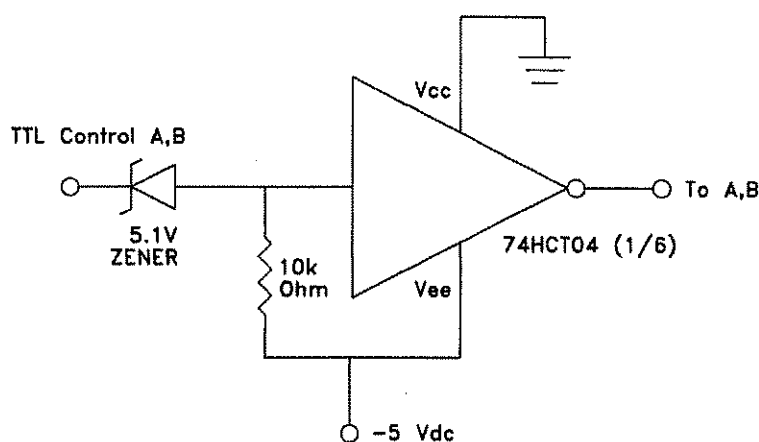 Vcc
TTL Control A,B
To A,B
5.1V
ZENER
74HCT04 (1/6)
10k
Ohm
Vee
-5 Vdc